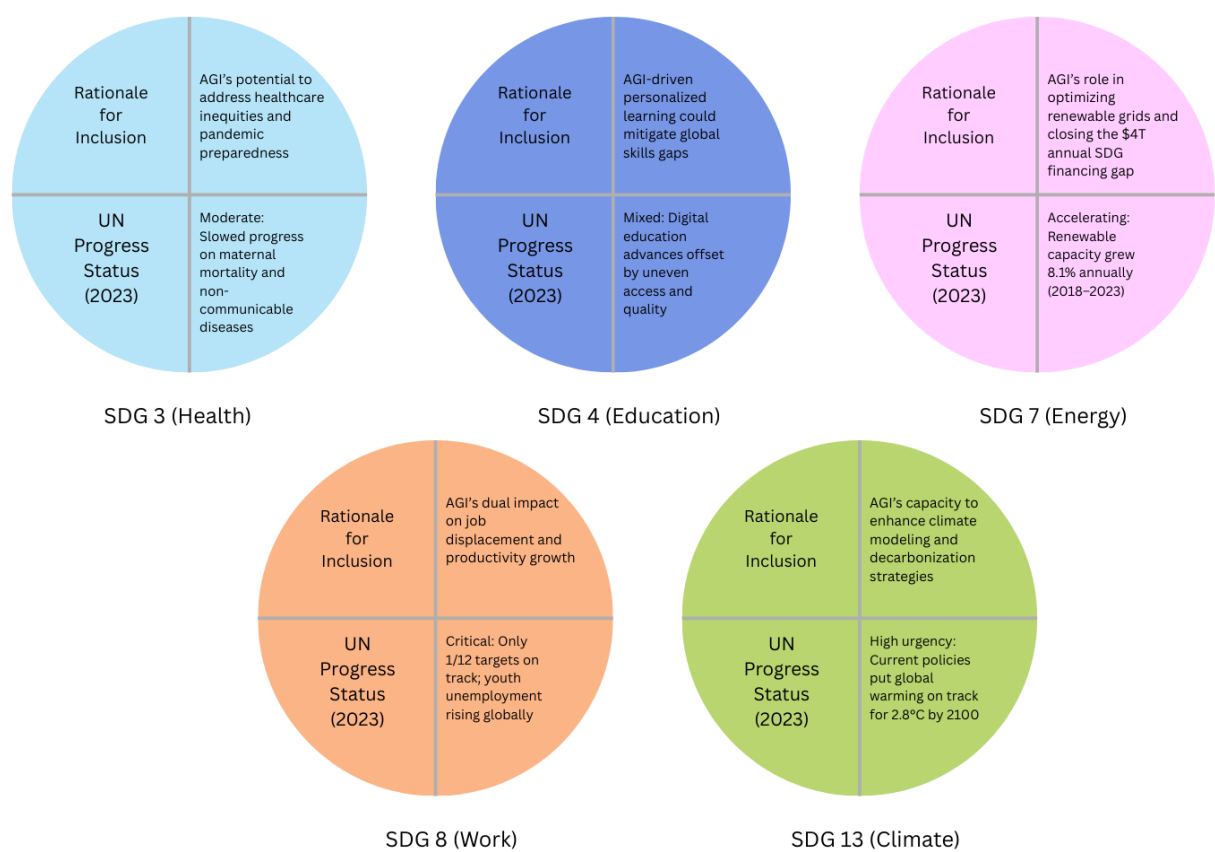 Rationale
for
Inclusion
AGI's potential to
address healthcare
inequities and
pandemic
preparedness
UN
Progress
Status
(2023)
Moderate:
Slowed progress
on maternal
mortality and
non-
communicable
diseases
SDG 3 (Health)
Rationale
for
Inclusion
AGI-driven
personalized
learning could
mitigate global
skills gaps
UN
Progress
Status
(2023)
Mixed: Digital
education
advances offset
by uneven
access and
quality
SDG 4 (Education)
Rationale
for
Inclusion
AGI's role in
optimizing
renewable grids and
closing the $4T
annual SDG
financing gap
UN
Progress
Status
(2023)
Accelerating:
Renewable
capacity grew
8.1% annually
(2018–2023)
SDG 7 (Energy)
Rationale
for
Inclusion
AGI's dual impact
on job
displacement and
productivity growth
UN
Progress
Status
(2023)
Critical: Only
1/12 targets on
track; youth
unemployment
rising globally
SDG 8 (Work)
Rationale
for
Inclusion
AGI's capacity to
enhance climate
modeling and
decarbonization
strategies
UN
Progress
Status
(2023)
High urgency:
Current policies
put global
warming on track
for 2.8°C by 2100
SDG 13 (Climate)